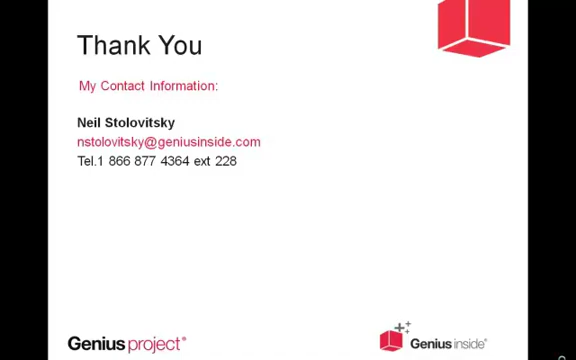 Thank You
My Contact Information:
Neil Stolovitsky
nstolovitsky@geniusinside.com
Tel.1 866 877 4364 ext 228
Genius project®
Genius inside®